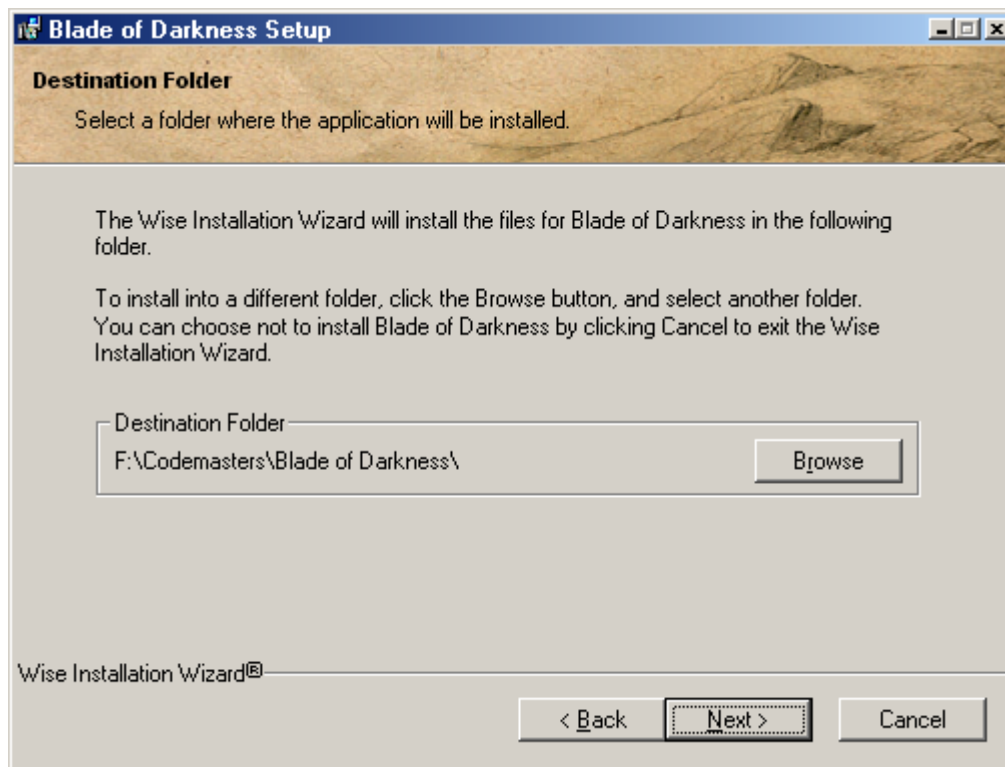 Blade of Darkness Setup
Destination Folder
Select a folder where the application will be installed.
The Wise Installation Wizard will install the files for Blade of Darkness in the following
folder.
To install into a different folder, click the Browse button, and select another folder.
You can choose not to install Blade of Darkness by clicking Cancel to exit the Wise
Installation Wizard.
Destination Folder
F:\Codemasters\Blade of Darkness\
Browse
Wise Installation Wizard®
< Back
Next >
Cancel